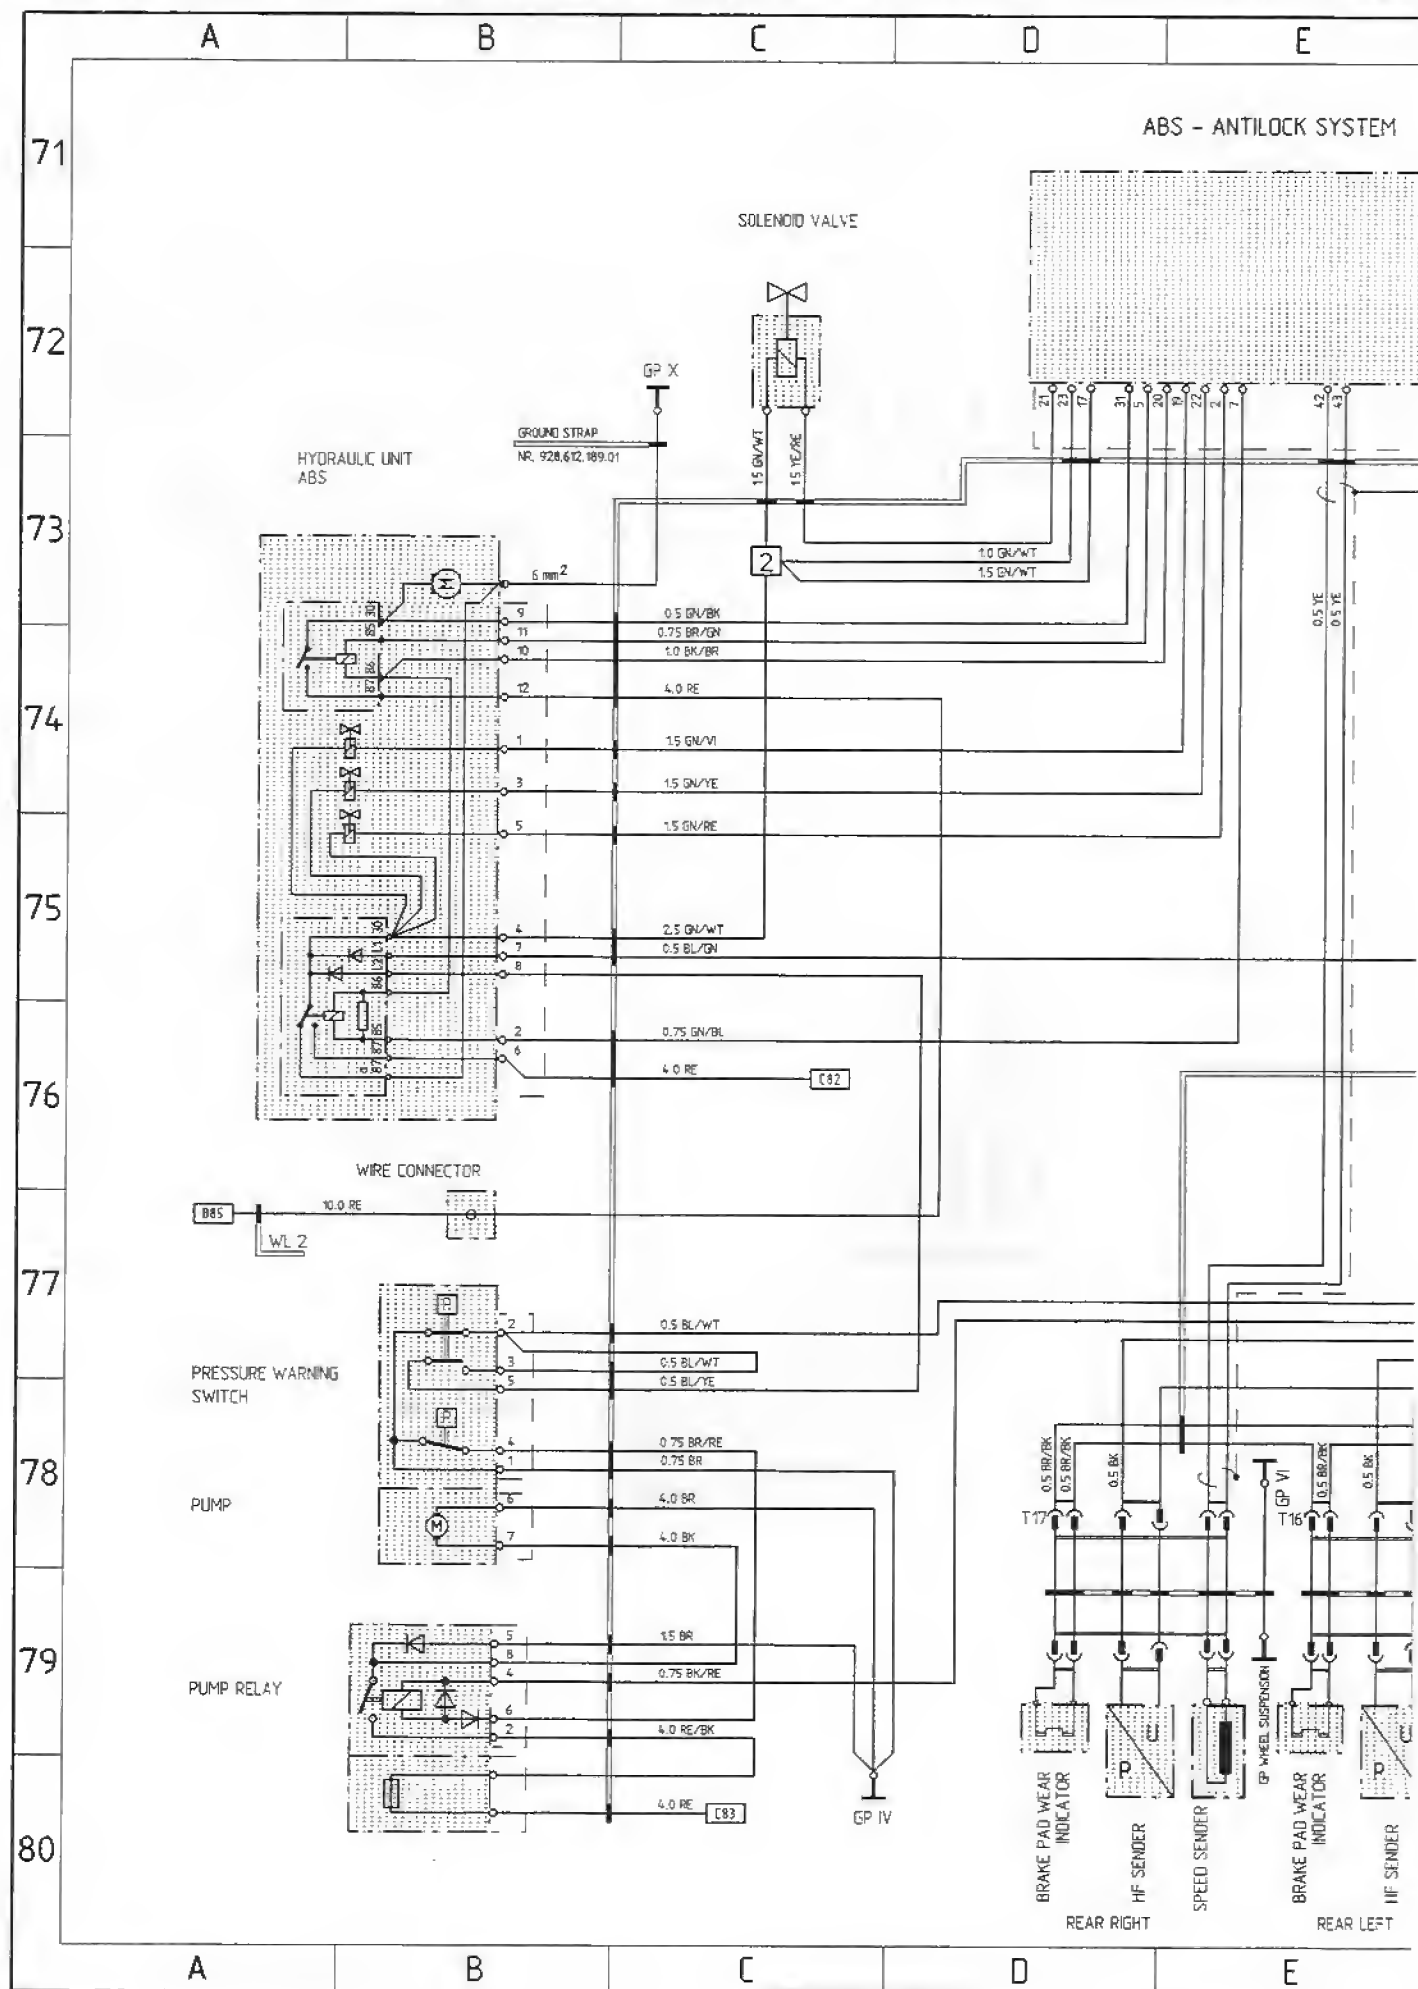 A B C D E
71
ABS - ANTILOCK SYSTEM
SOLENOID VALVE
72
GP X
21 23 17 31 5 20 19 22 2 7 42 43
GROUND STRAP
NR. 928.612.189.01
1.5 GN/WT
1.5 YE/RE
HYDRAULIC UNIT
ABS
73
2
1.0 GN/WT
1.5 GN/WT
6 mm²
0.5 YE
0.5 YE
30
85
86
87
9
0.5 GN/BK
11
0.75 BR/GN
10
1.0 BK/BR
12
4.0 RE
74
1
1.5 GN/VI
3
1.5 GN/YE
5
1.5 GN/RE
75
30
L1
L2
86
85
87
87
a
4
2.5 GN/WT
7
0.5 BL/GN
8
2
0.75 GN/BL
6
4.0 RE
C82
76
WIRE CONNECTOR
B85
10.0 RE
WL 2
77
P
2
0.5 BL/WT
3
0.5 BL/WT
5
0.5 BL/YE
PRESSURE WARNING
SWITCH
P
4
0.75 BR/RE
1
0.75 BR
78
0.5 BR/BK
0.5 BR/BK
0.5 BK
GP VI
0.5 BR/BK
0.5 BK
T17
T16
PUMP
M
6
4.0 BR
7
4.0 BK
79
5
1.5 BR
8
4
0.75 BK/RE
PUMP RELAY
6
2
4.0 RE/BK
4.0 RE
C83
GP IV
80
U
P
U
P
BRAKE PAD WEAR
INDICATOR
HF SENDER
SPEED SENDER
GP WHEEL SUSPENSION
BRAKE PAD WEAR
INDICATOR
HF SENDER
REAR RIGHT
REAR LEFT
A B C D E